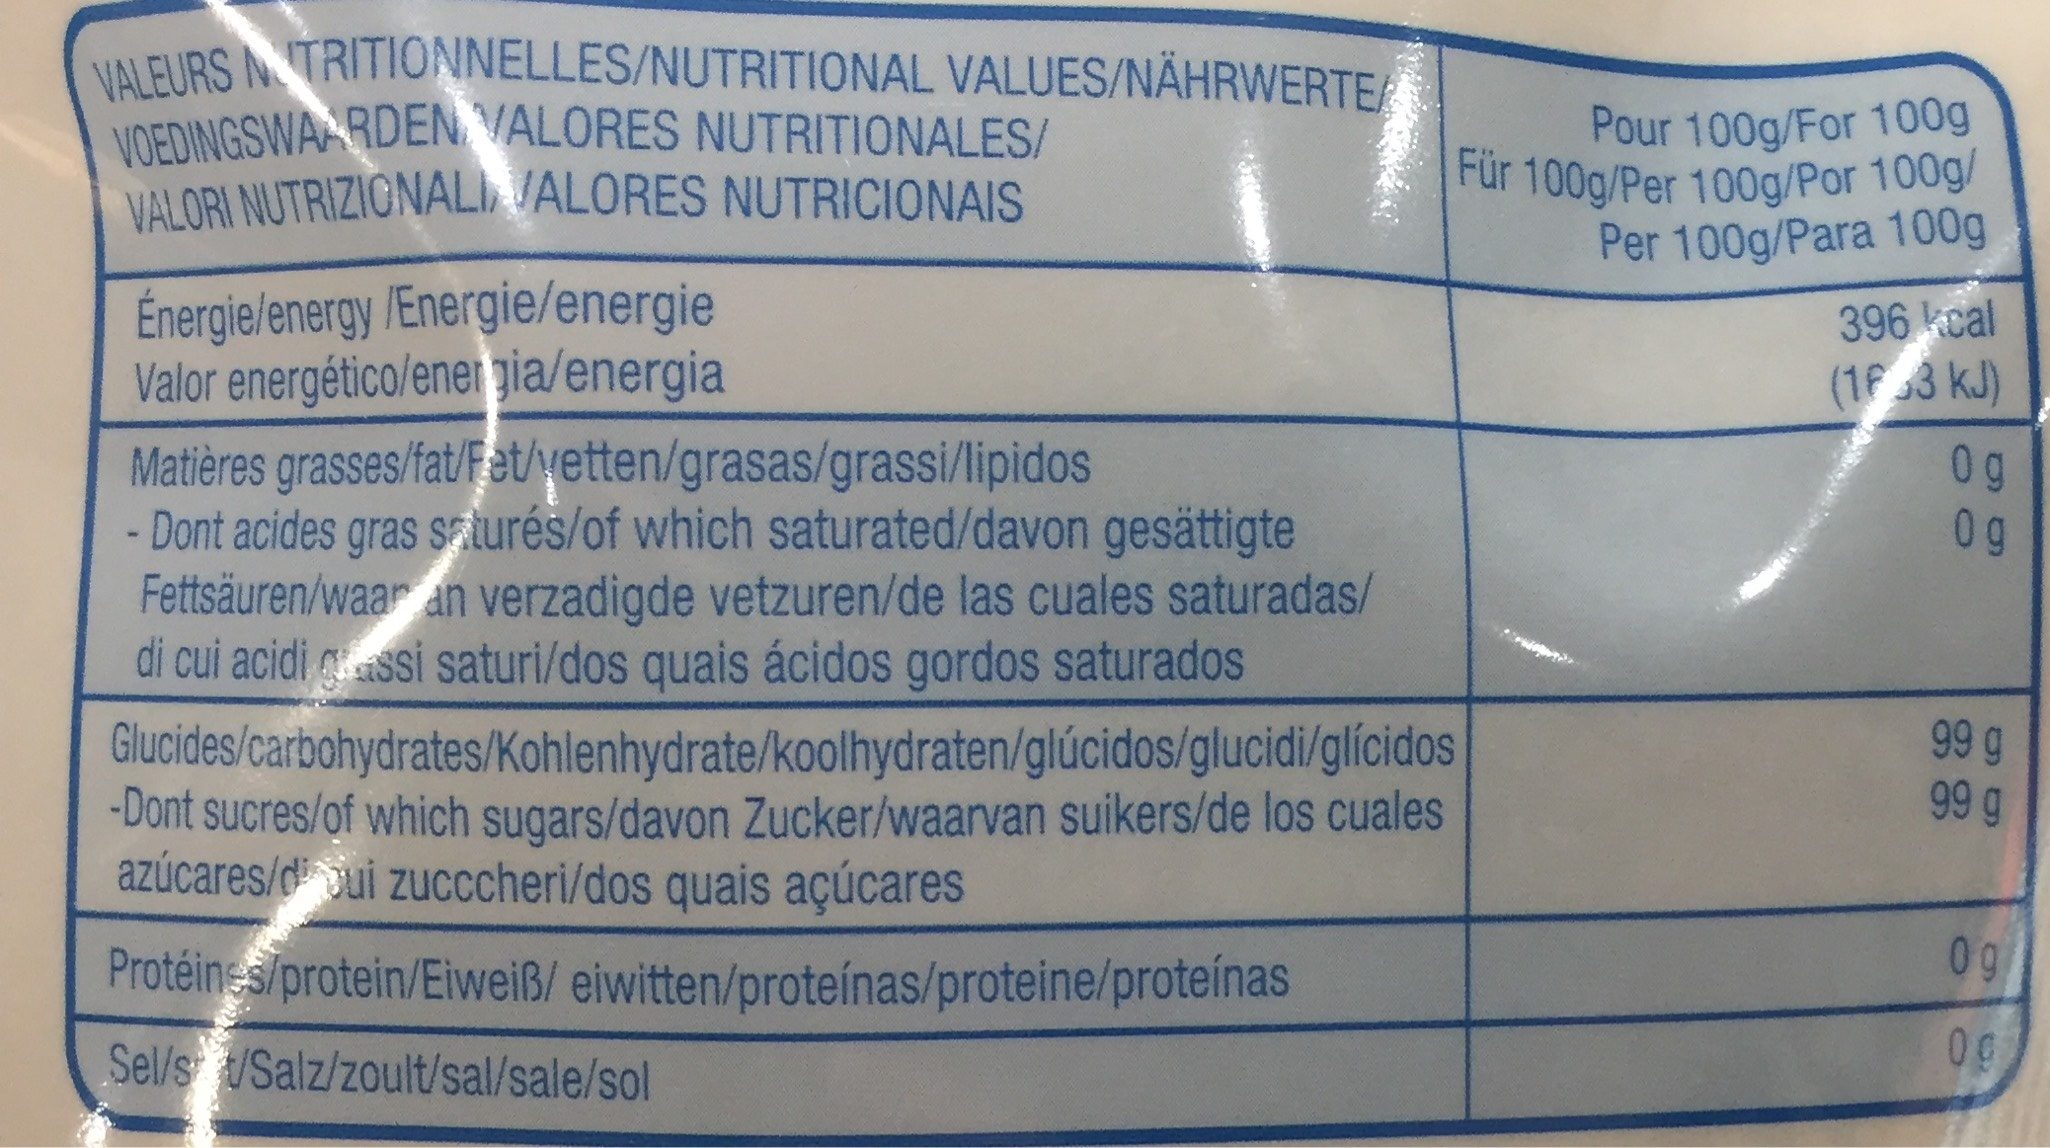 VALEURS NUTRITIONNELLES/NUTRITIONAL VALUES/NÄHRWERTE/
VOEDINGSWAARDEN/VALORES NUTRITIONALES/
VALORI NUTRIZIONALI/VALORES NUTRICIONAIS
Pour 100g/For 100g
Für 100g/Per 100g/Por 100g/
Per 100g/Para 100g
Énergie/energy /Energie/energie
Valor energético/energia/energia
396 kcal
kJ)
Matières grasses/fat/Fet/vetten/grasas/grassi/lipidos
0 g
- Dont acides gras saturés/of which saturated/davon gesättigte
0 g
Fettsäuren/waarvan verzadigde vetzuren/de las cuales saturadas/
di cui acidi grassi saturi/dos quais ácidos gordos saturados
Glucides/carbohydrates/Kohlenhydrate/koolhydraten/glúcidos/glucidi/glícidos
99 g
-Dont sucres/of which sugars/davon Zucker/waarvan suikers/de los cuales
99 g
azúcares/di cui zucccheri/dos quais açúcares
Protéines/protein/Eiweiß/ eiwitten/proteínas/proteine/proteínas
0 g
Sel/salt/Salz/zoult/sal/sale/sol
0 g